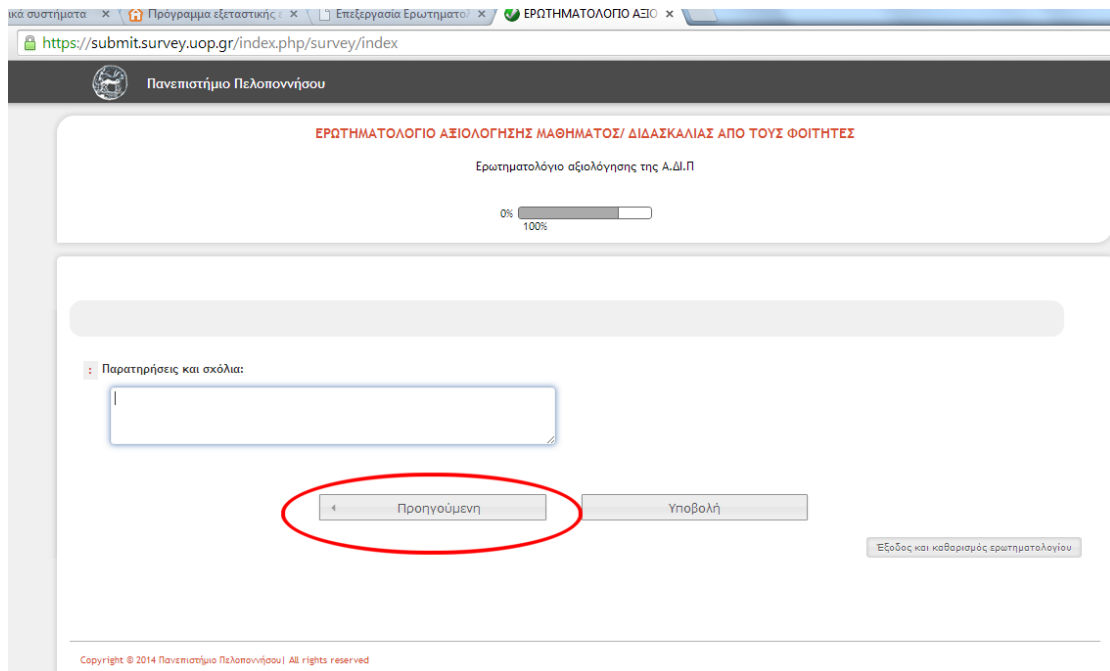 ικά συστήματα × Πρόγραμμα εξεταστικής ε × Επεξεργασία Ερωτηματολ × ΕΡΩΤΗΜΑΤΟΛΟΓΙΟ ΑΞΙΟ ×
https://submit.survey.uop.gr/index.php/survey/index
Πανεπιστήμιο Πελοποννήσου
ΕΡΩΤΗΜΑΤΟΛΟΓΙΟ ΑΞΙΟΛΟΓΗΣΗΣ ΜΑΘΗΜΑΤΟΣ/ ΔΙΔΑΣΚΑΛΙΑΣ ΑΠΟ ΤΟΥΣ ΦΟΙΤΗΤΕΣ
Ερωτηματολόγιο αξιολόγησης της Α.ΔΙ.Π
0%
100%
: Παρατηρήσεις και σχόλια:
Προηγούμενη Υποβολή
Έξοδος και καθαρισμός ερωτηματολογίου
Copyright © 2014 Πανεπιστήμιο Πελοποννήσου| All rights reserved